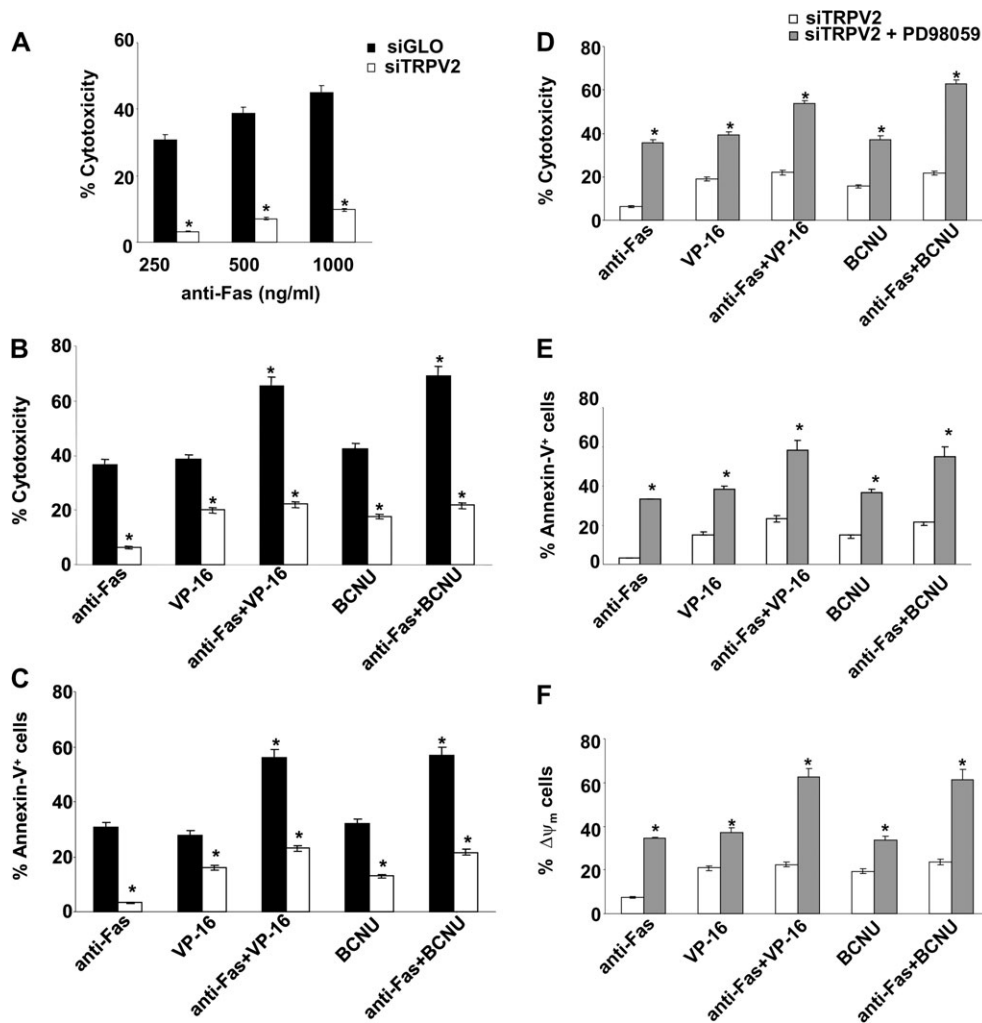 A
60
40
20
0
% Cytotoxicity
siGLO
siTRPV2
*
*
*
250 500 1000
anti-Fas (ng/ml)
B
80
60
40
20
0
% Cytotoxicity
*
*
*
*
*
*
*
anti-Fas
VP-16
anti-Fas+VP-16
BCNU
anti-Fas+BCNU
C
80
60
40
20
0
% Annexin-V⁺ cells
*
*
*
*
*
*
*
anti-Fas
VP-16
anti-Fas+VP-16
BCNU
anti-Fas+BCNU
siTRPV2
siTRPV2 + PD98059
D
80
60
40
20
0
% Cytotoxicity
*
*
*
*
*
anti-Fas
VP-16
anti-Fas+VP-16
BCNU
anti-Fas+BCNU
E
80
60
40
20
0
% Annexin-V⁺ cells
*
*
*
*
*
anti-Fas
VP-16
anti-Fas+VP-16
BCNU
anti-Fas+BCNU
F
80
60
40
20
0
% Δψm cells
*
*
*
*
*
anti-Fas
VP-16
anti-Fas+VP-16
BCNU
anti-Fas+BCNU